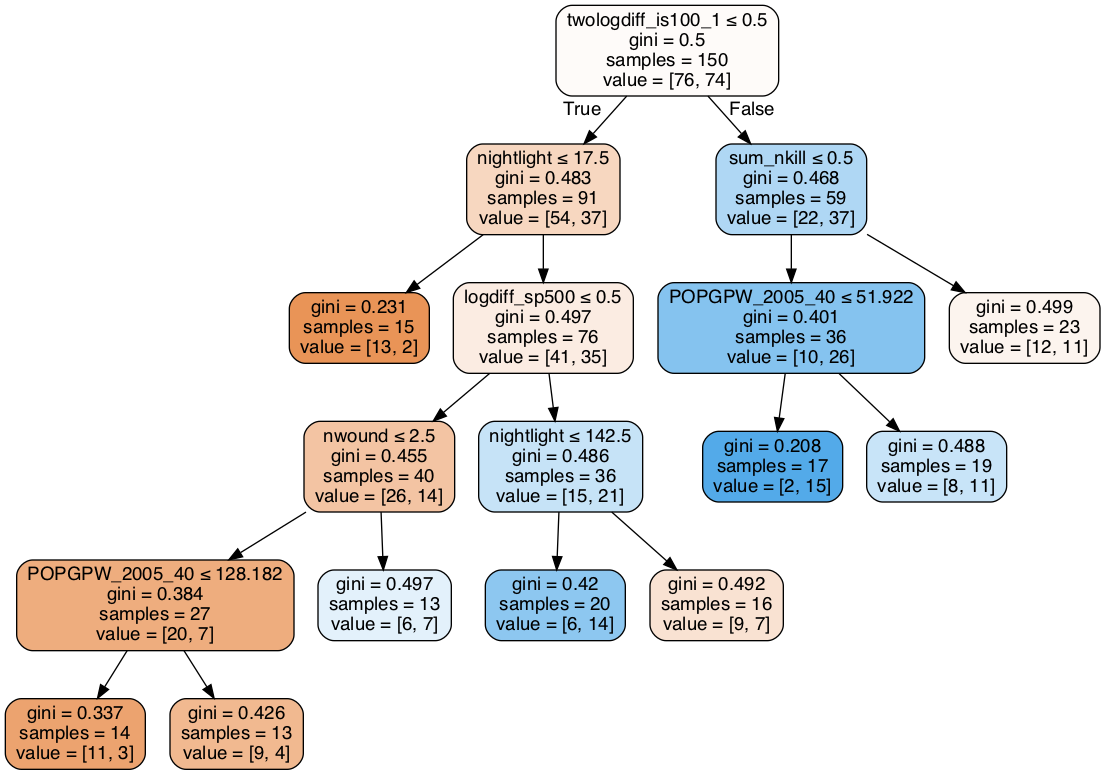 twologdiff_is100_1 ≤ 0.5
gini = 0.5
samples = 150
value = [76, 74]
True
False
nightlight ≤ 17.5
gini = 0.483
samples = 91
value = [54, 37]
sum_nkill ≤ 0.5
gini = 0.468
samples = 59
value = [22, 37]
gini = 0.231
samples = 15
value = [13, 2]
logdiff_sp500 ≤ 0.5
gini = 0.497
samples = 76
value = [41, 35]
POPGPW_2005_40 ≤ 51.922
gini = 0.401
samples = 36
value = [10, 26]
gini = 0.499
samples = 23
value = [12, 11]
nwound ≤ 2.5
gini = 0.455
samples = 40
value = [26, 14]
nightlight ≤ 142.5
gini = 0.486
samples = 36
value = [15, 21]
gini = 0.208
samples = 17
value = [2, 15]
gini = 0.488
samples = 19
value = [8, 11]
POPGPW_2005_40 ≤ 128.182
gini = 0.384
samples = 27
value = [20, 7]
gini = 0.497
samples = 13
value = [6, 7]
gini = 0.42
samples = 20
value = [6, 14]
gini = 0.492
samples = 16
value = [9, 7]
gini = 0.337
samples = 14
value = [11, 3]
gini = 0.426
samples = 13
value = [9, 4]